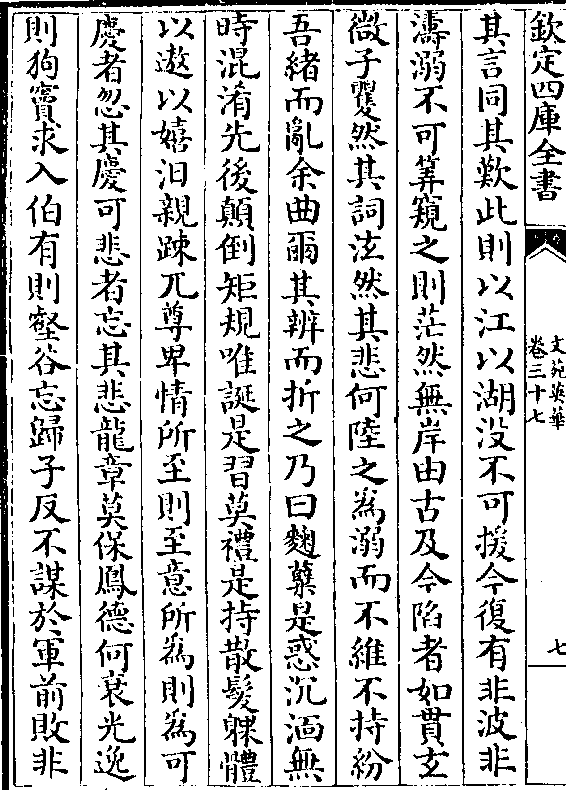 欽定四庫全書
文苑英華
卷三十七
七
其言同其歎此則以江以湖没不可援今復有非波非
濤溺不可筭窺之則茫然無岸由古及今陷者如貫玄
微子矍然其詞泫然其悲何陸之為溺而不維不持紛
吾緒而亂余曲爾其辨而折之乃曰麴糵是惑沉湎無
時混淆先後顛倒矩規唯誕是習莫禮是持散髮躶體
以遨以嬉汨親踈兀尊卑情所至則至意所為則為可
慶者忽其慶可悲者忘其悲龍章莫保鳳德何衰光逸
則狗竇求入伯有則壑谷忘歸子反不謀於軍前敗非